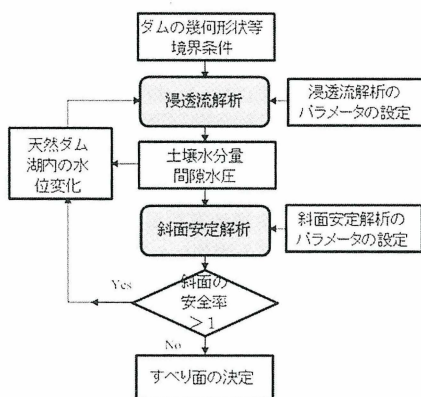 ダムの幾何形状等
境界条件
浸透流解析
浸透流解析の
パラメータの設定
天然ダム
湖内の水
位変化
土壌水分量
間隙水圧
斜面安定解析
斜面安定解析の
パラメータの設定
Yes
斜面の
安全率
＞1
No
すべり面の決定